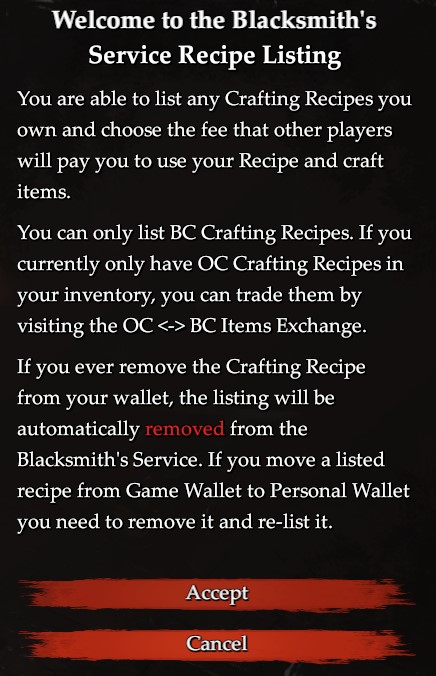 Welcome to the Blacksmith's
Service Recipe Listing
You are able to list any Crafting Recipes you
own and choose the fee that other players
will pay you to use your Recipe and craft
items.
You can only list BC Crafting Recipes. If you
currently only have OC Crafting Recipes in
your inventory, you can trade them by
visiting the OC <-> BC Items Exchange.
If you ever remove the Crafting Recipe
from your wallet, the listing will be
automatically removed from the
Blacksmith's Service. If you move a listed
recipe from Game Wallet to Personal Wallet
you need to remove it and re-list it.
Accept
Cancel